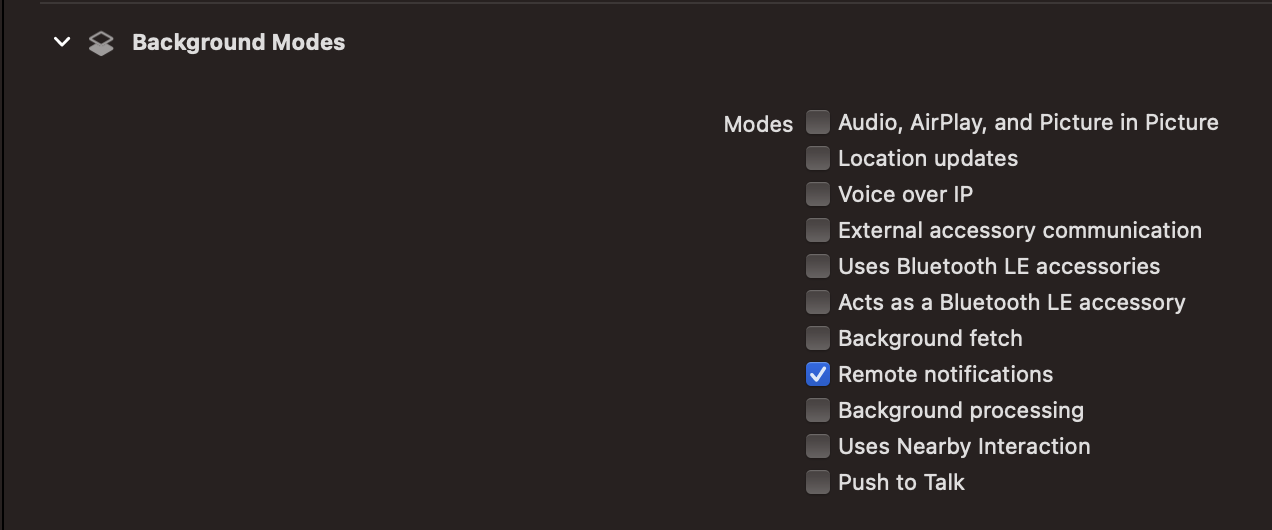 Background Modes
Modes Audio, AirPlay, and Picture in Picture
Location updates
Voice over IP
External accessory communication
Uses Bluetooth LE accessories
Acts as a Bluetooth LE accessory
Background fetch
Remote notifications
Background processing
Uses Nearby Interaction
Push to Talk